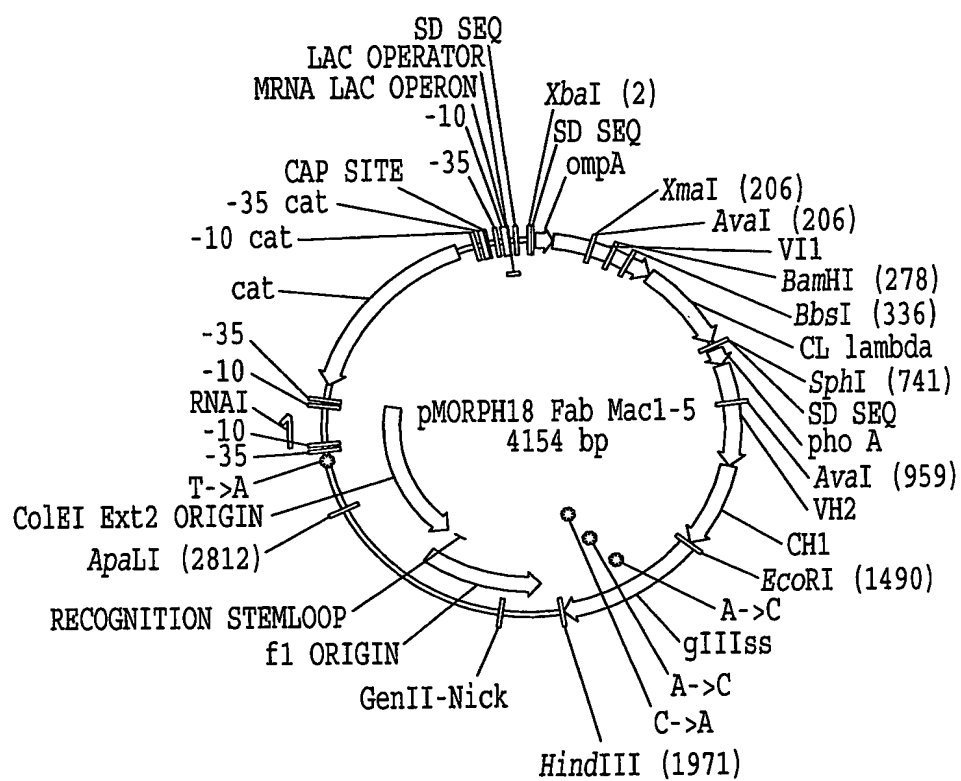 SD SEQ
LAC OPERATOR
MRNA LAC OPERON
-10
-35
CAP SITE
-35 cat
-10 cat
cat
-35
-10
RNAI
-10
-35
T->A
ColEI Ext2 ORIGIN
ApaLI (2812)
RECOGNITION STEMLOOP
f1 ORIGIN
GenII-Nick
HindIII (1971)
C->A
A->C
gIIIss
A->C
EcoRI (1490)
CH1
VH2
AvaI (959)
pho A
SD SEQ
SphI (741)
CL lambda
BbsI (336)
BamHI (278)
VI1
AvaI (206)
XmaI (206)
ompA
SD SEQ
XbaI (2)
pMORPH18 Fab Mac1-5
4154 bp